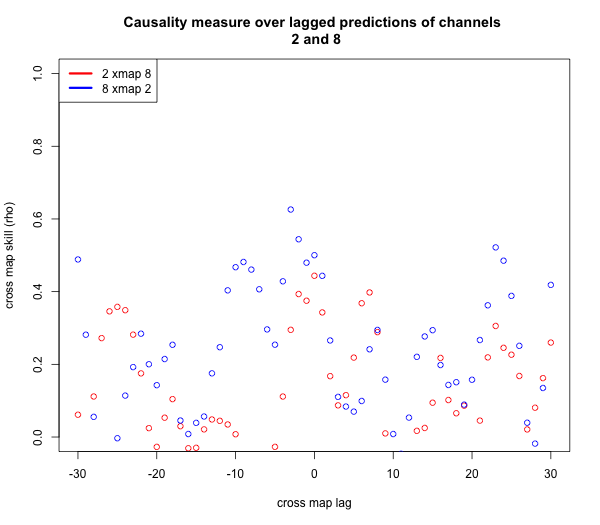 Causality measure over lagged predictions of channels
2 and 8
2 xmap 8
8 xmap 2
cross map skill (rho)
1.0
0.8
0.6
0.4
0.2
0.0
-30 -20 -10 0 10 20 30
cross map lag